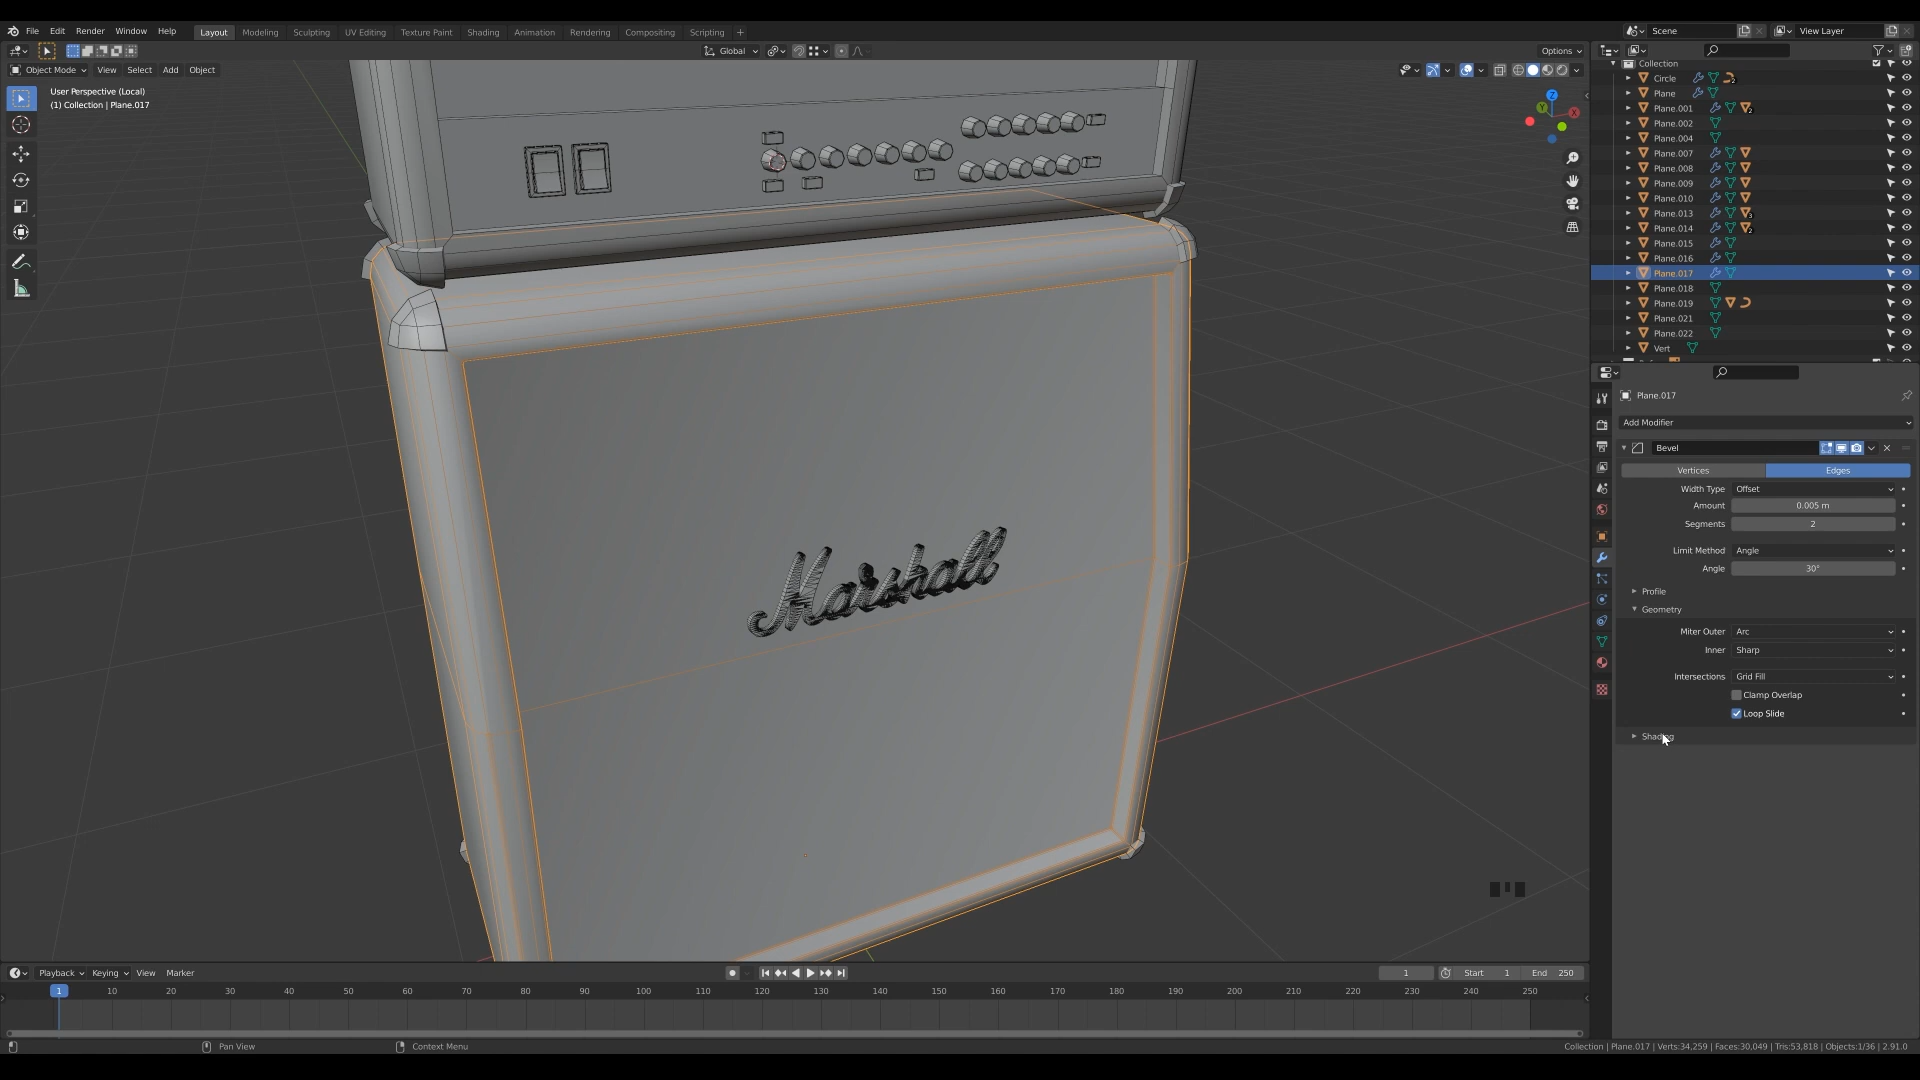 File Edit Render Window Help Layout Modeling Sculpting UV Editing Texture Paint Shading Animation Rendering Compositing Scripting + Scene View Layer
Global Options
Object Mode View Select Add Object
User Perspective (Local)
(1) Collection | Plane.017
Z
Y
X
Marshall
Collection
Circle 2
Plane
Plane.001 2
Plane.002
Plane.004
Plane.007
Plane.008
Plane.009
Plane.010
Plane.013 3
Plane.014 2
Plane.015
Plane.016
Plane.017
Plane.018
Plane.019
Plane.021
Plane.022
Vert
Plane.017
Add Modifier
Bevel
Vertices Edges
Width Type Offset
Amount 0.005 m
Segments 2
Limit Method Angle
Angle 30°
Profile
Geometry
Miter Outer Arc
Inner Sharp
Intersections Grid Fill
Clamp Overlap
Loop Slide
Shading
Playback Keying View Marker 1 Start 1 End 250
1 10 20 30 40 50 60 70 80 90 100 110 120 130 140 150 160 170 180 190 200 210 220 230 240 250
Pan View Context Menu Collection | Plane.017 | Verts:34,259 | Faces:30,049 | Tris:53,818 | Objects:1/36 | 2.91.0